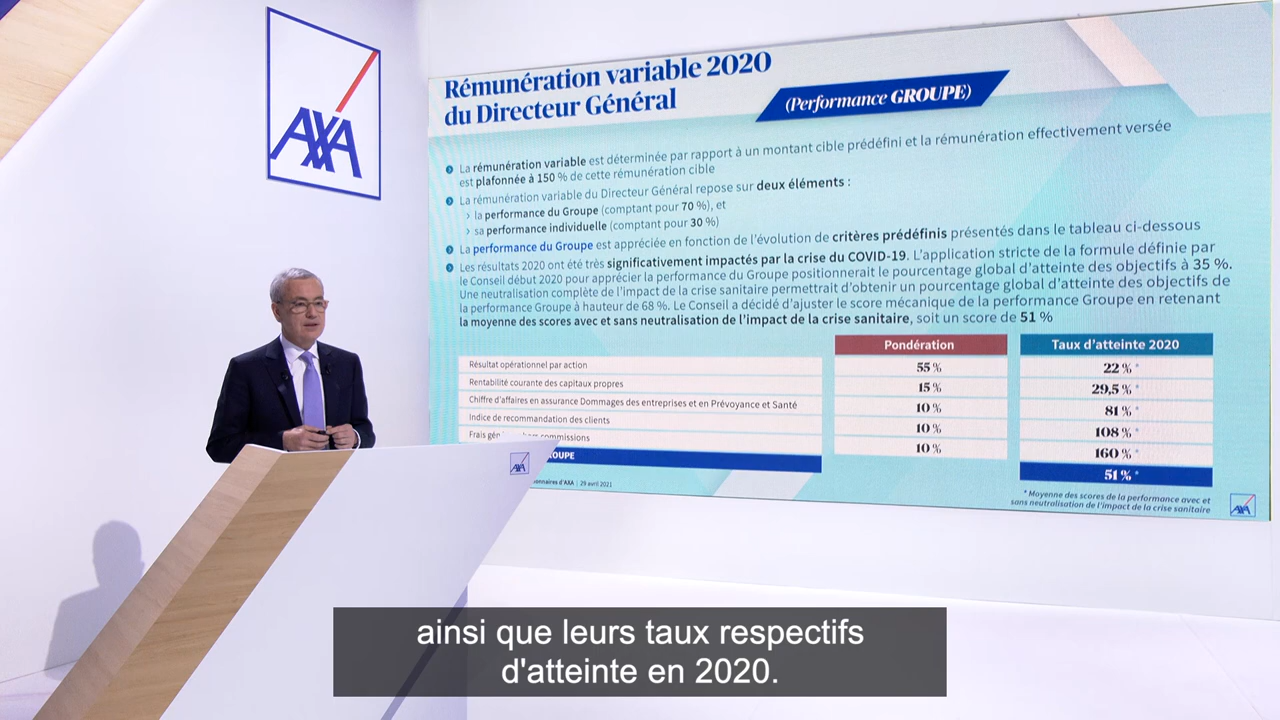 AXA
Rémunération variable 2020
du Directeur Général
(Performance GROUPE)
La rémunération variable est déterminée par rapport à un montant cible prédéfini et la rémunération effectivement versée
est plafonnée à 150 % de cette rémunération cible
La rémunération variable du Directeur Général repose sur deux éléments :
> la performance du Groupe (comptant pour 70 %), et
> sa performance individuelle (comptant pour 30 %)
La performance du Groupe est appréciée en fonction de l'évolution de critères prédéfinis présentés dans le tableau ci-dessous
Les résultats 2020 ont été très significativement impactés par la crise du COVID-19. L'application stricte de la formule définie par
le Conseil début 2020 pour apprécier la performance du Groupe positionnerait le pourcentage global d'atteinte des objectifs à 35 %.
Une neutralisation complète de l'impact de la crise sanitaire permettrait d'obtenir un pourcentage global d'atteinte des objectifs de
la performance Groupe à hauteur de 68 %. Le Conseil a décidé d'ajuster le score mécanique de la performance Groupe en retenant
la moyenne des scores avec et sans neutralisation de l'impact de la crise sanitaire, soit un score de 51 %
Pondération Taux d'atteinte 2020
Résultat opérationnel par action 55 % 22 % *
Rentabilité courante des capitaux propres 15 % 29,5 % *
Chiffre d'affaires en assurance Dommages des entreprises et en Prévoyance et Santé 10 % 81 % *
Indice de recommandation des clients 10 % 108 % *
Frais commissions 10 % 160 % *
51 % *
d'AXA | 29 avril 2021
* Moyenne des scores de la performance avec et
sans neutralisation de l'impact de la crise sanitaire
AXA
AXA
ainsi que leurs taux respectifs
d'atteinte en 2020.